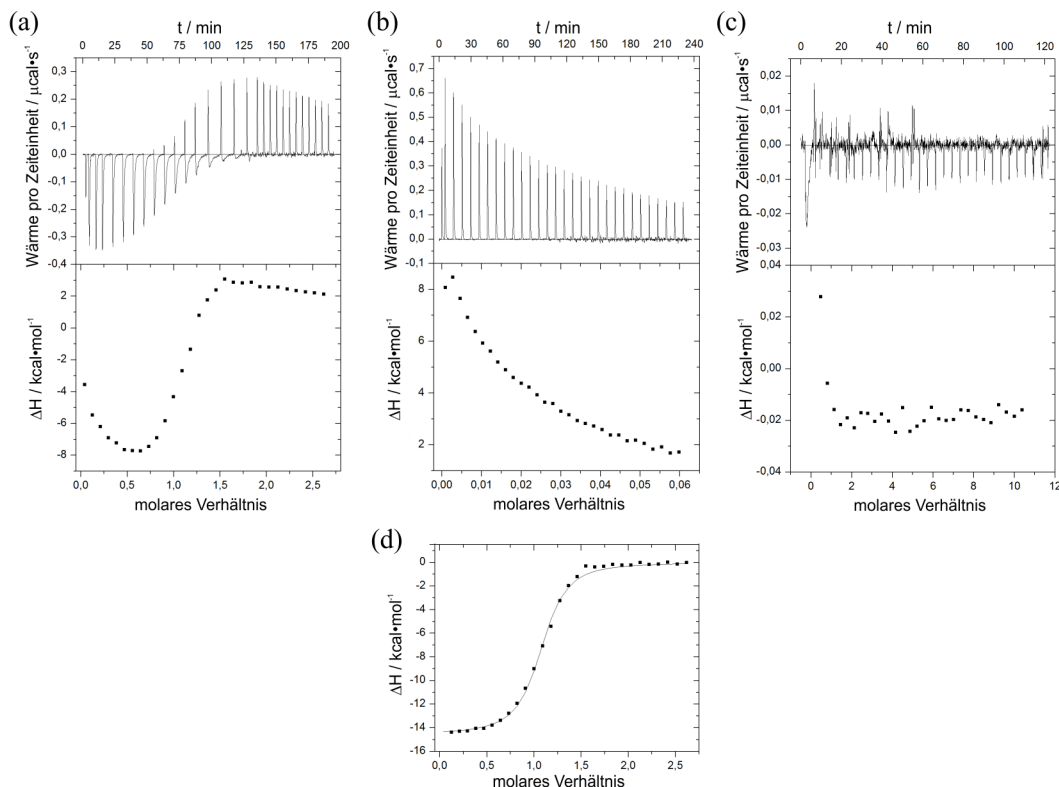 (a)
t / min
0 25 50 75 100 125 150 175 200
Wärme pro Zeiteinheit / µcal•s⁻¹
0,3
0,2
0,1
0,0
-0,1
-0,2
-0,3
-0,4
ΔH / kcal•mol⁻¹
2
0
-2
-4
-6
-8
0,0 0,5 1,0 1,5 2,0 2,5
molares Verhältnis
(b)
t / min
0 30 60 90 120 150 180 210 240
Wärme pro Zeiteinheit / µcal•s⁻¹
0,7
0,6
0,5
0,4
0,3
0,2
0,1
0,0
-0,1
ΔH / kcal•mol⁻¹
8
6
4
2
0,00 0,01 0,02 0,03 0,04 0,05 0,06
molares Verhältnis
(c)
t / min
0 20 40 60 80 100 120
Wärme pro Zeiteinheit / µcal•s⁻¹
0,02
0,01
0,00
-0,01
-0,02
-0,03
0,04
ΔH / kcal•mol⁻¹
0,02
0,00
-0,02
-0,04
0 2 4 6 8 10 12
molares Verhältnis
(d)
ΔH / kcal•mol⁻¹
0
-2
-4
-6
-8
-10
-12
-14
-16
0,0 0,5 1,0 1,5 2,0 2,5
molares Verhältnis